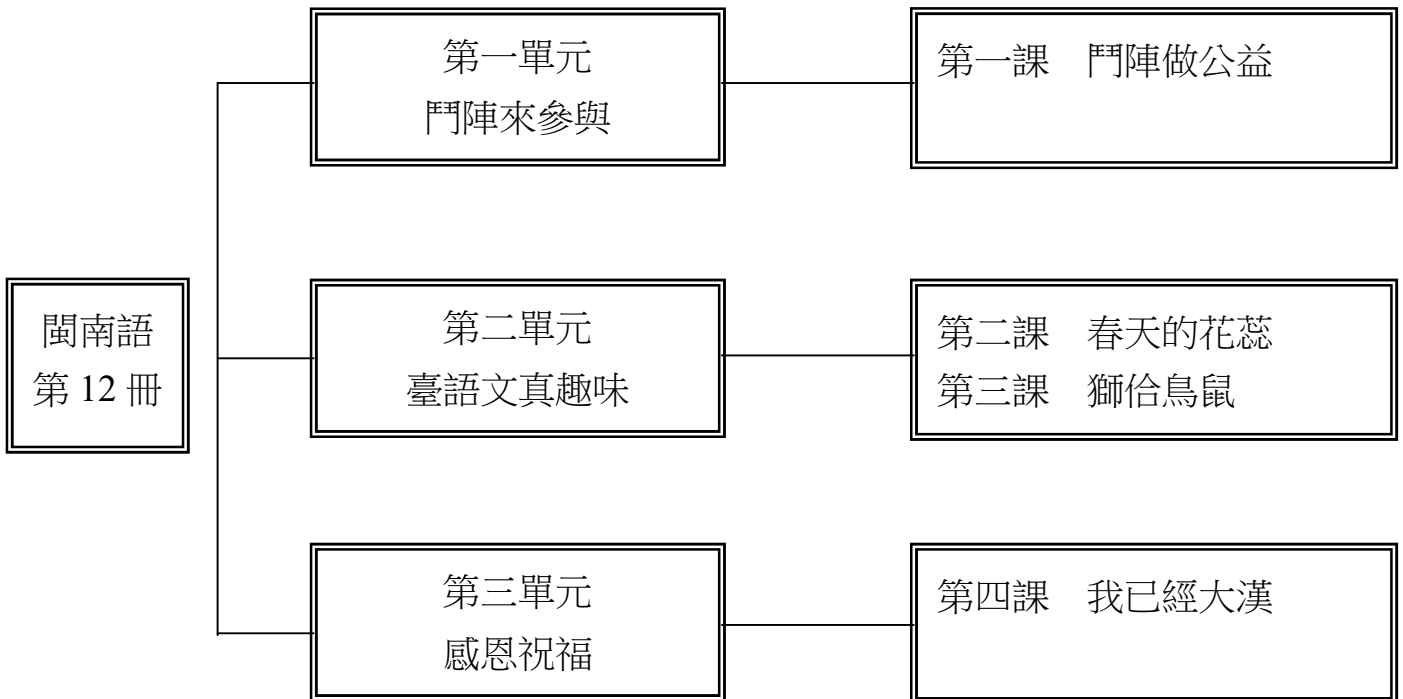 閩南語
第 12 冊
第一單元
鬥陣來參與
第一課　鬥陣做公益
第二單元
臺語文真趣味
第二課　春天的花蕊
第三課　獅佮鳥鼠
第三單元
感恩祝福
第四課　我已經大漢